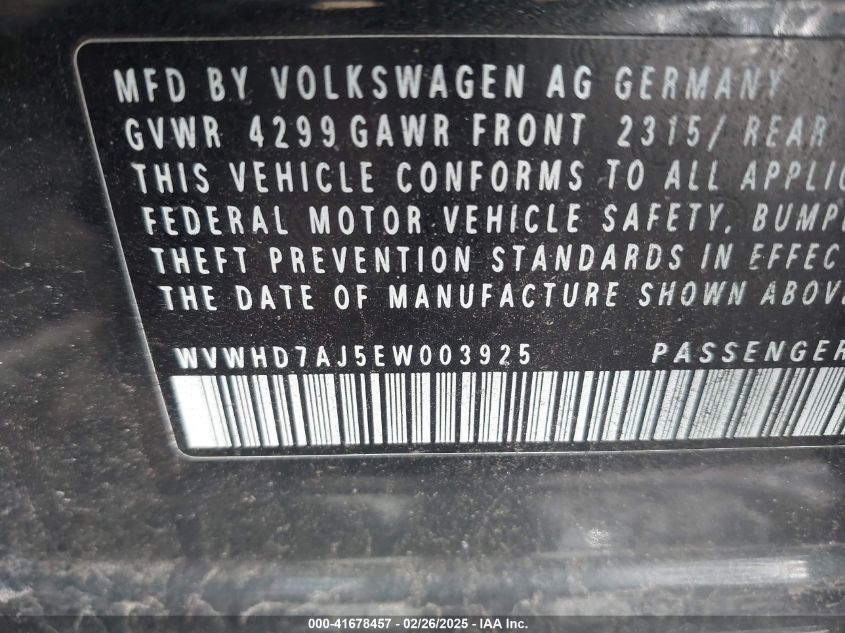 MFD BY VOLKSWAGEN AG GERMANY
GVWR 4299 GAWR FRONT 2315/ REAR
THIS VEHICLE CONFORMS TO ALL APPLIC
FEDERAL MOTOR VEHICLE SAFETY, BUMPE
THEFT PREVENTION STANDARDS IN EFFEC
THE DATE OF MANUFACTURE SHOWN ABOVE
WVWHD7AJ5EW003925 PASSENGER
000-41678457 - 02/26/2025 - IAA Inc.